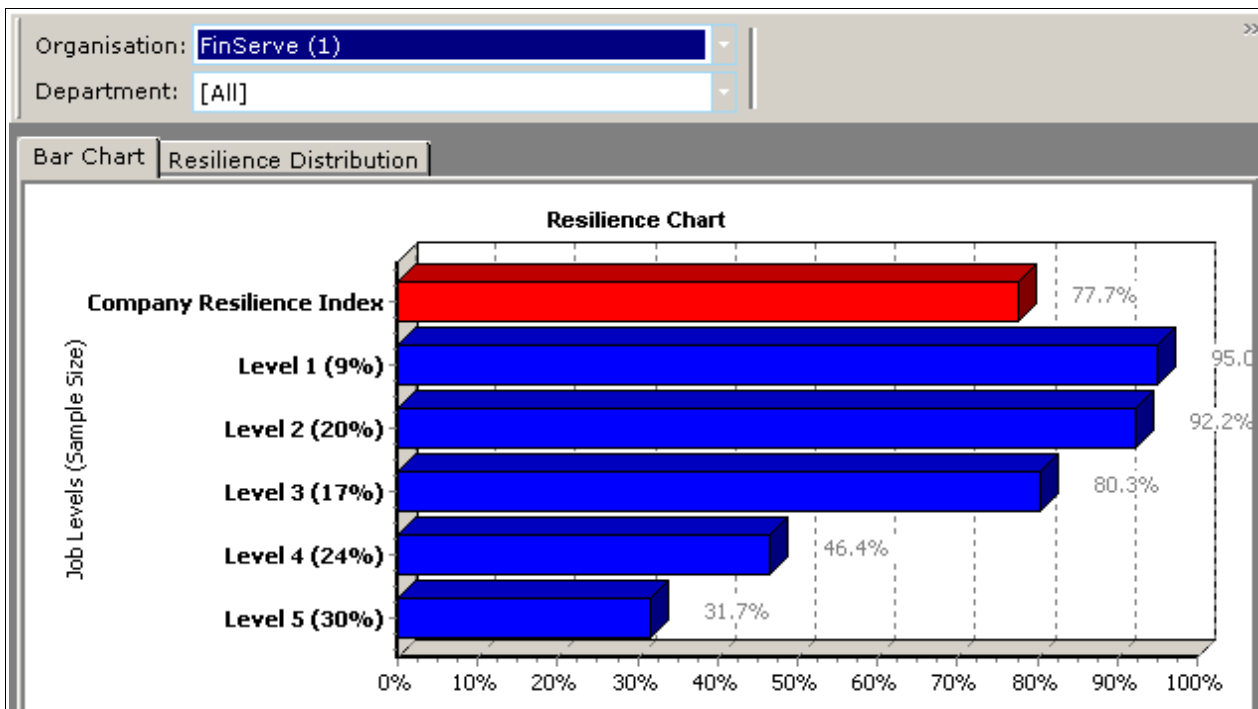 »
Organisation: FinServe (1)
Department: [All]
Bar Chart Resilience Distribution
Resilience Chart
Job Levels (Sample Size)
Company Resilience Index 77.7%
Level 1 (9%) 95.0
Level 2 (20%) 92.2%
Level 3 (17%) 80.3%
Level 4 (24%) 46.4%
Level 5 (30%) 31.7%
0% 10% 20% 30% 40% 50% 60% 70% 80% 90% 100%